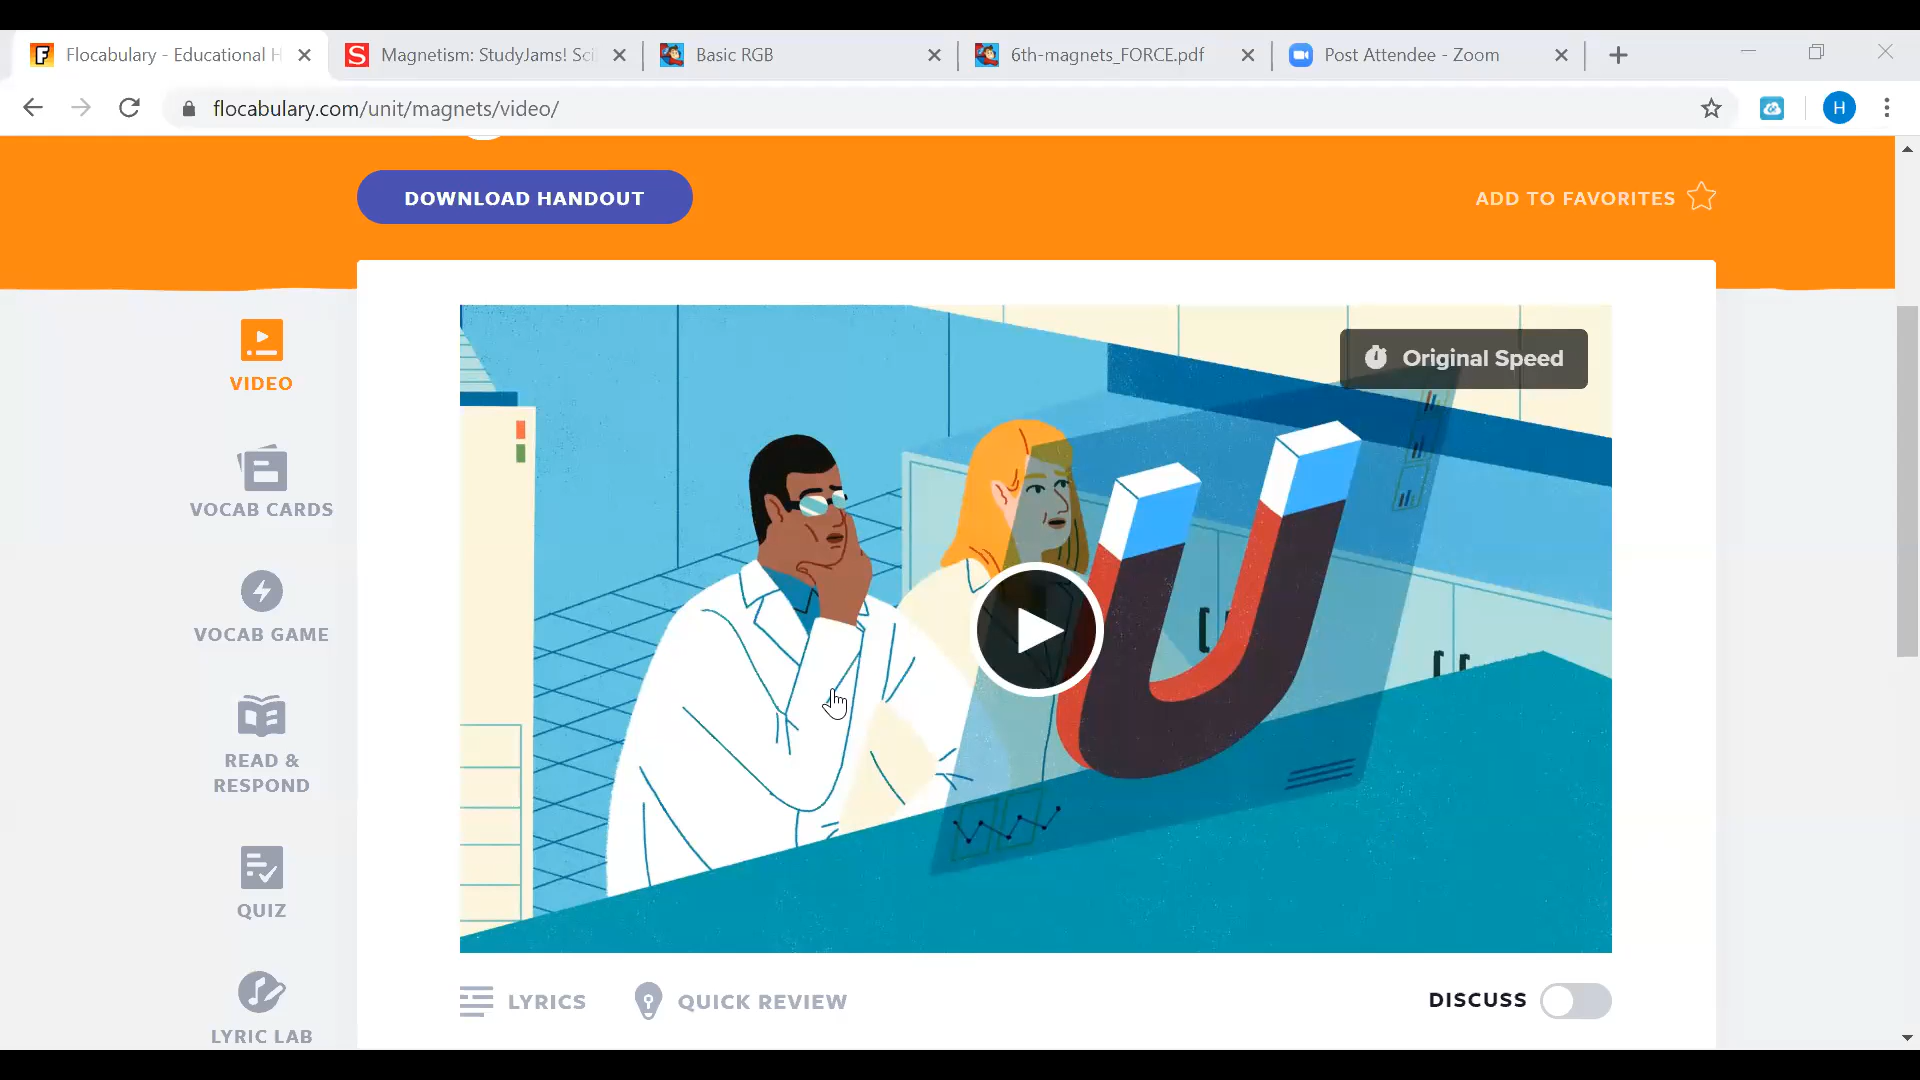 Flocabulary - Educational H
Magnetism: StudyJams! Sci
Basic RGB
6th-magnets_FORCE.pdf
Post Attendee - Zoom
flocabulary.com/unit/magnets/video/
H
DOWNLOAD HANDOUT
ADD TO FAVORITES
Original Speed
VIDEO
VOCAB CARDS
VOCAB GAME
READ &
RESPOND
QUIZ
LYRIC LAB
LYRICS
QUICK REVIEW
DISCUSS